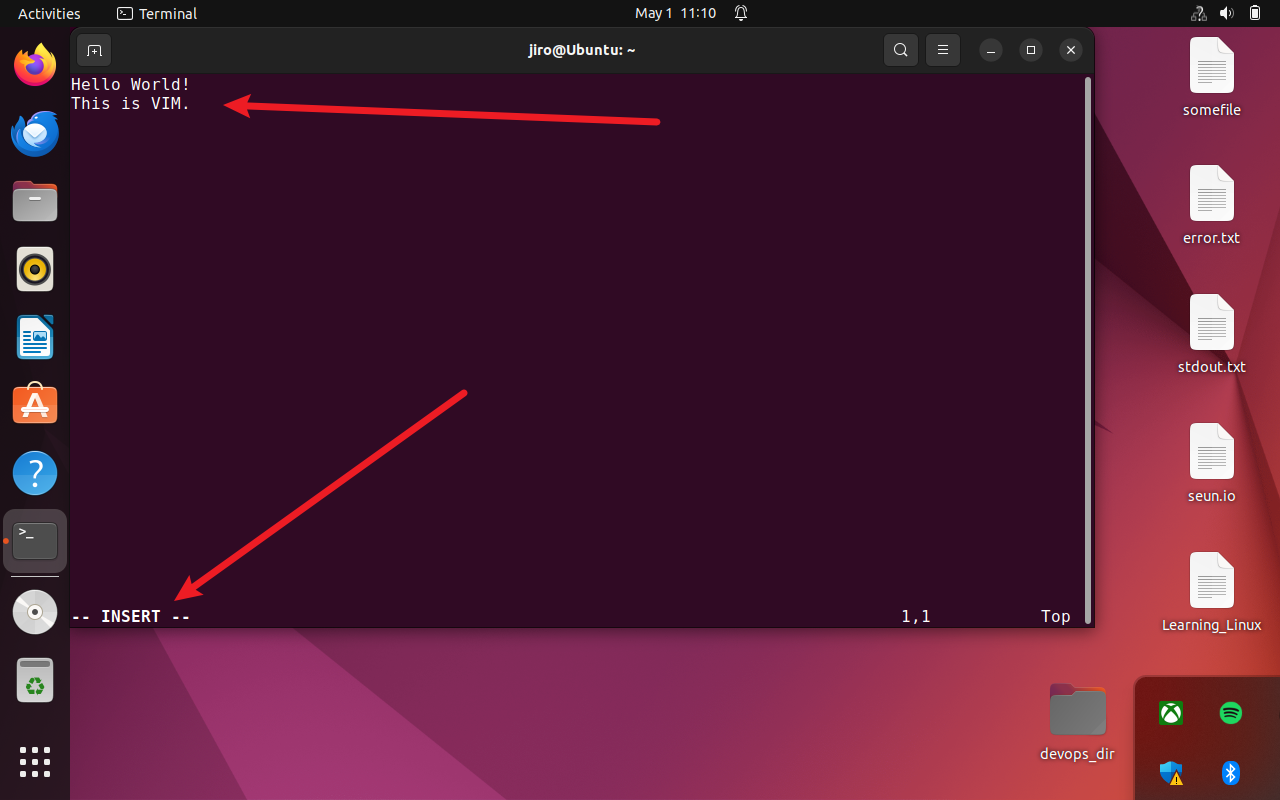 Activities
Terminal
May 1 11:10
jiro@Ubuntu: ~
Hello World!
This is VIM.
-- INSERT --
1,1
Top
somefile
error.txt
stdout.txt
seun.io
Learning_Linux
devops_dir